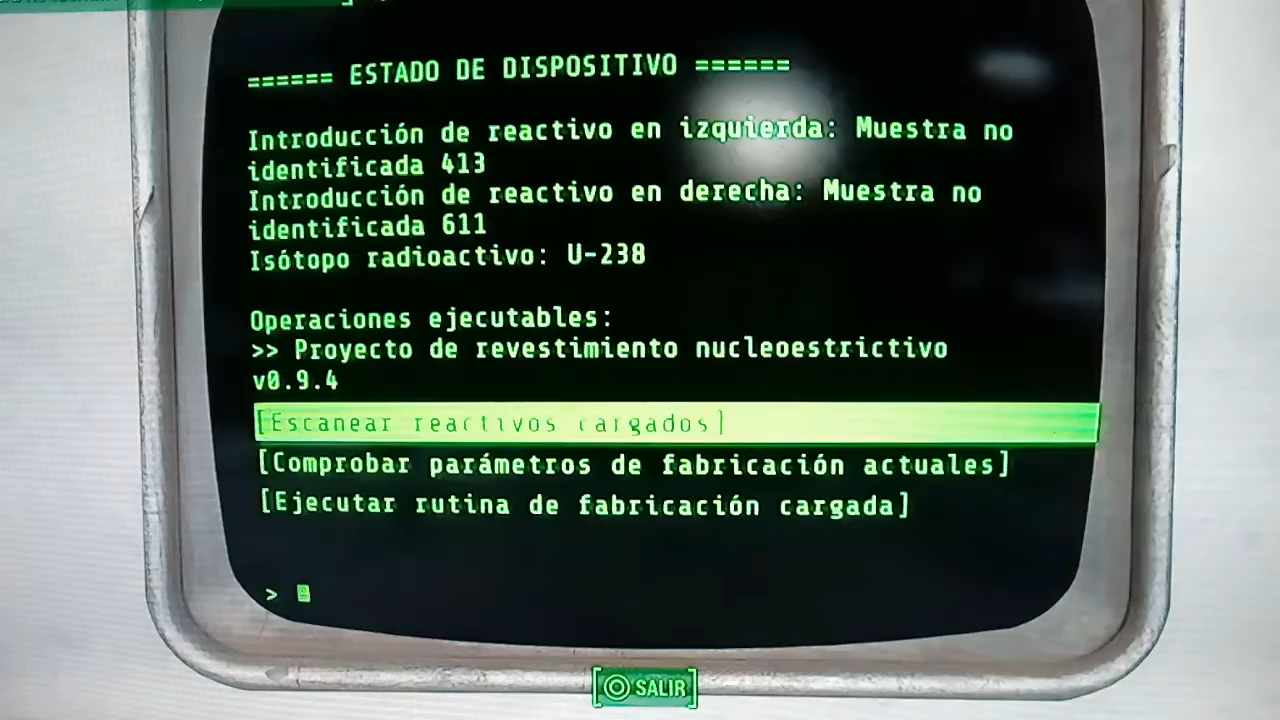 ====== ESTADO DE DISPOSITIVO ======
Introducción de reactivo en izquierda: Muestra no
identificada 413
Introducción de reactivo en derecha: Muestra no
identificada 611
Isótopo radioactivo: U-238
Operaciones ejecutables:
>> Proyecto de revestimiento nucleoestrictivo
v0.9.4
[Escanear reactivos cargados]
[Comprobar parámetros de fabricación actuales]
[Ejecutar rutina de fabricación cargada]
>
SALIR